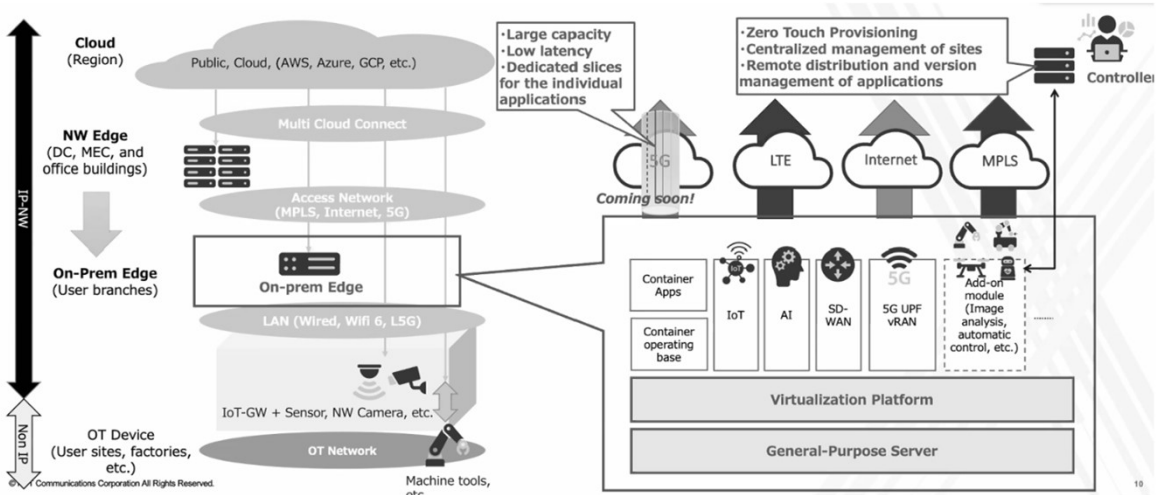 Cloud
(Region)
NW Edge
(DC, MEC, and
office buildings)
On-Prem Edge
(User branches)
OT Device
(User sites, factories,
etc.)
IP-NW
Non IP
Public, Cloud, (AWS, Azure, GCP, etc.)
Multi Cloud Connect
Access Network
(MPLS, Internet, 5G)
On-prem Edge
LAN (Wired, Wifi 6, L5G)
IoT-GW + Sensor, NW Camera, etc.
OT Network
Machine tools,
etc.
·Large capacity
·Low latency
·Dedicated slices
for the individual
applications
·Zero Touch Provisioning
·Centralized management of sites
·Remote distribution and version
management of applications
Controller
5G
LTE
Internet
MPLS
Coming soon!
Container
Apps
Container
operating
base
IoT
IoT
AI
SD-
WAN
5G
5G UPF
vRAN
Add-on
module
(Image
analysis,
automatic
control, etc.)
......
Virtualization Platform
General-Purpose Server
Communications Corporation All Rights Reserved.
10